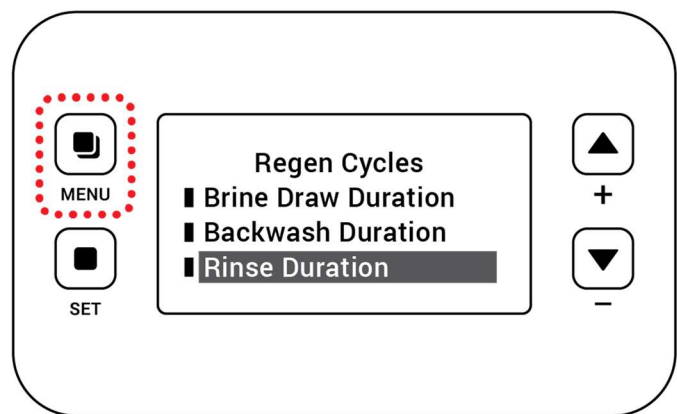 MENU
SET
Regen Cycles
Brine Draw Duration
Backwash Duration
Rinse Duration
+
−